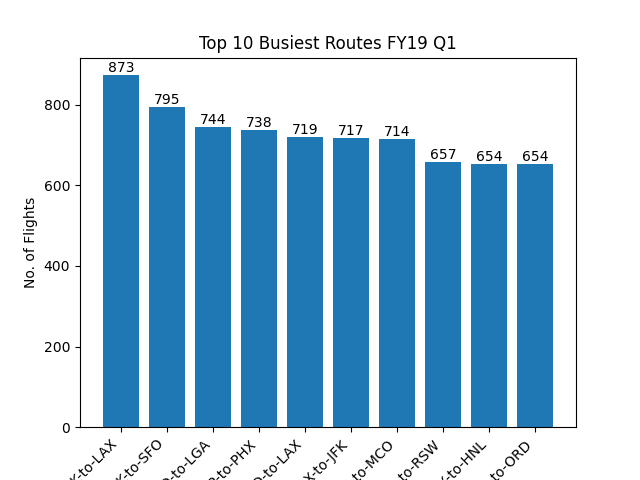 Top 10 Busiest Routes FY19 Q1
873
795
744
738
719
717
714
657
654
654
No. of Flights
800
600
400
200
0
-to-LAX
-to-SFO
-to-LGA
-to-PHX
-to-LAX
X-to-JFK
-to-MCO
-to-RSW
-to-HNL
-to-ORD